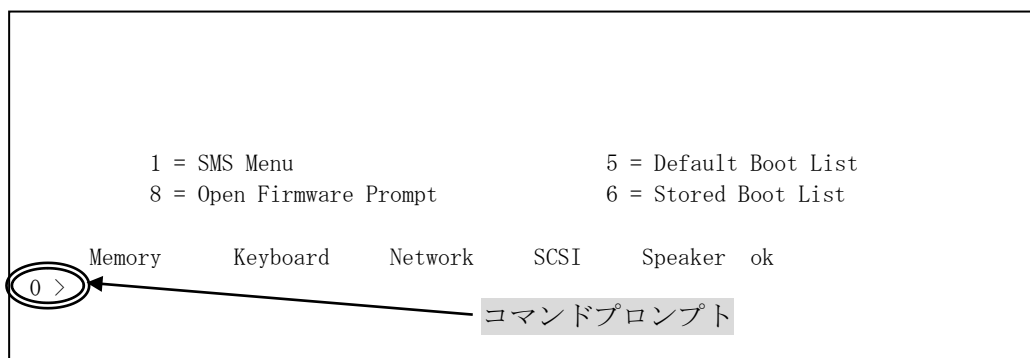 1 = SMS Menu 5 = Default Boot List
8 = Open Firmware Prompt 6 = Stored Boot List
Memory Keyboard Network SCSI Speaker ok
0 >
コマンドプロンプト